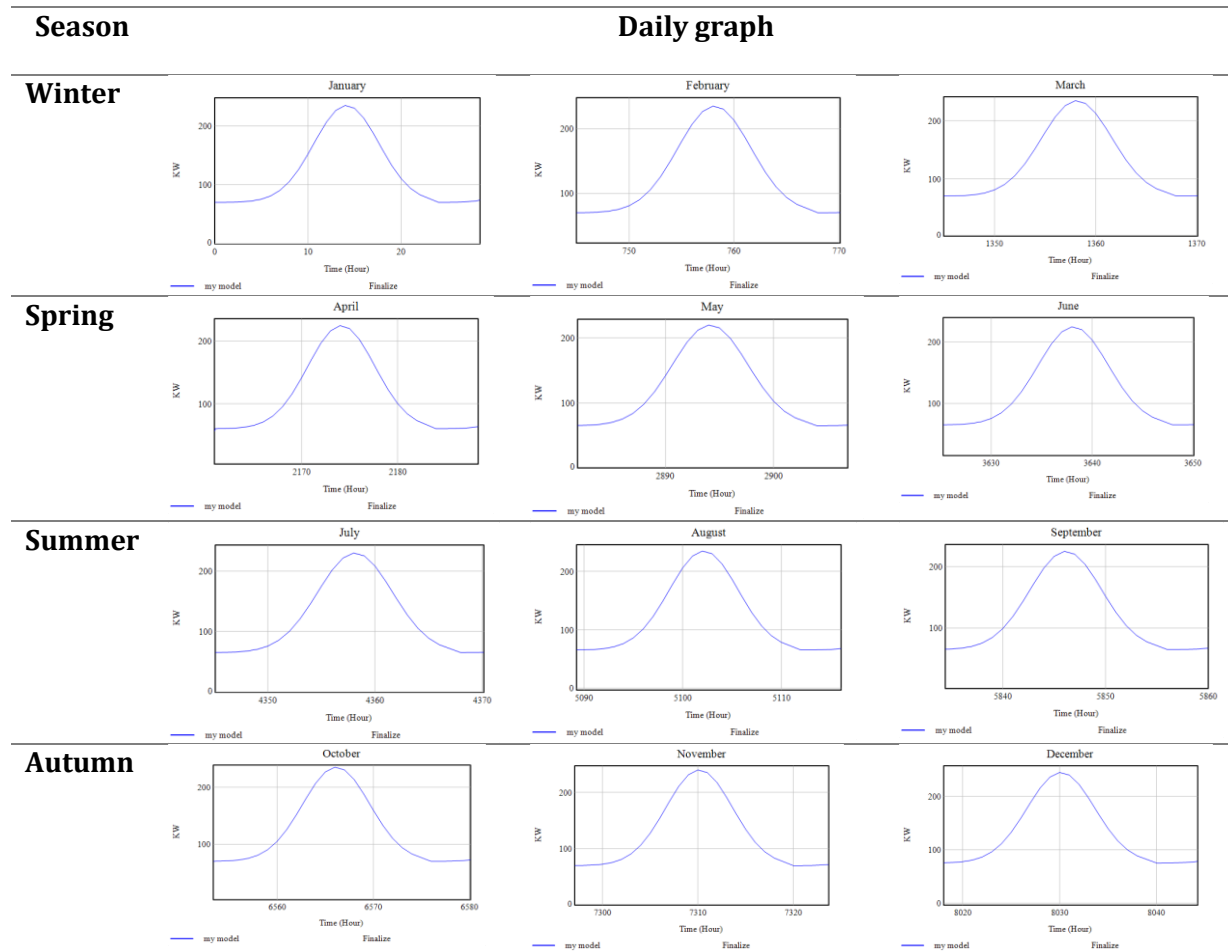 Season Daily graph
Winter
January
200
100
0
KW
0 10 20
Time (Hour)
my model Finalize
February
200
100
KW
750 760 770
Time (Hour)
my model Finalize
March
200
100
0
KW
1350 1360 1370
Time (Hour)
my model Finalize
Spring
April
200
100
KW
2170 2180
Time (Hour)
my model Finalize
May
200
100
0
KW
2890 2900
Time (Hour)
my model Finalize
June
200
100
KW
3630 3640 3650
Time (Hour)
my model Finalize
Summer
July
200
100
0
KW
4350 4360 4370
Time (Hour)
my model Finalize
August
200
100
0
KW
5090 5100 5110
Time (Hour)
my model Finalize
September
200
100
KW
5840 5850 5860
Time (Hour)
my model Finalize
Autumn
October
200
100
KW
6560 6570 6580
Time (Hour)
my model Finalize
November
200
100
0
KW
7300 7310 7320
Time (Hour)
my model Finalize
December
200
100
0
KW
8020 8030 8040
Time (Hour)
my model Finalize